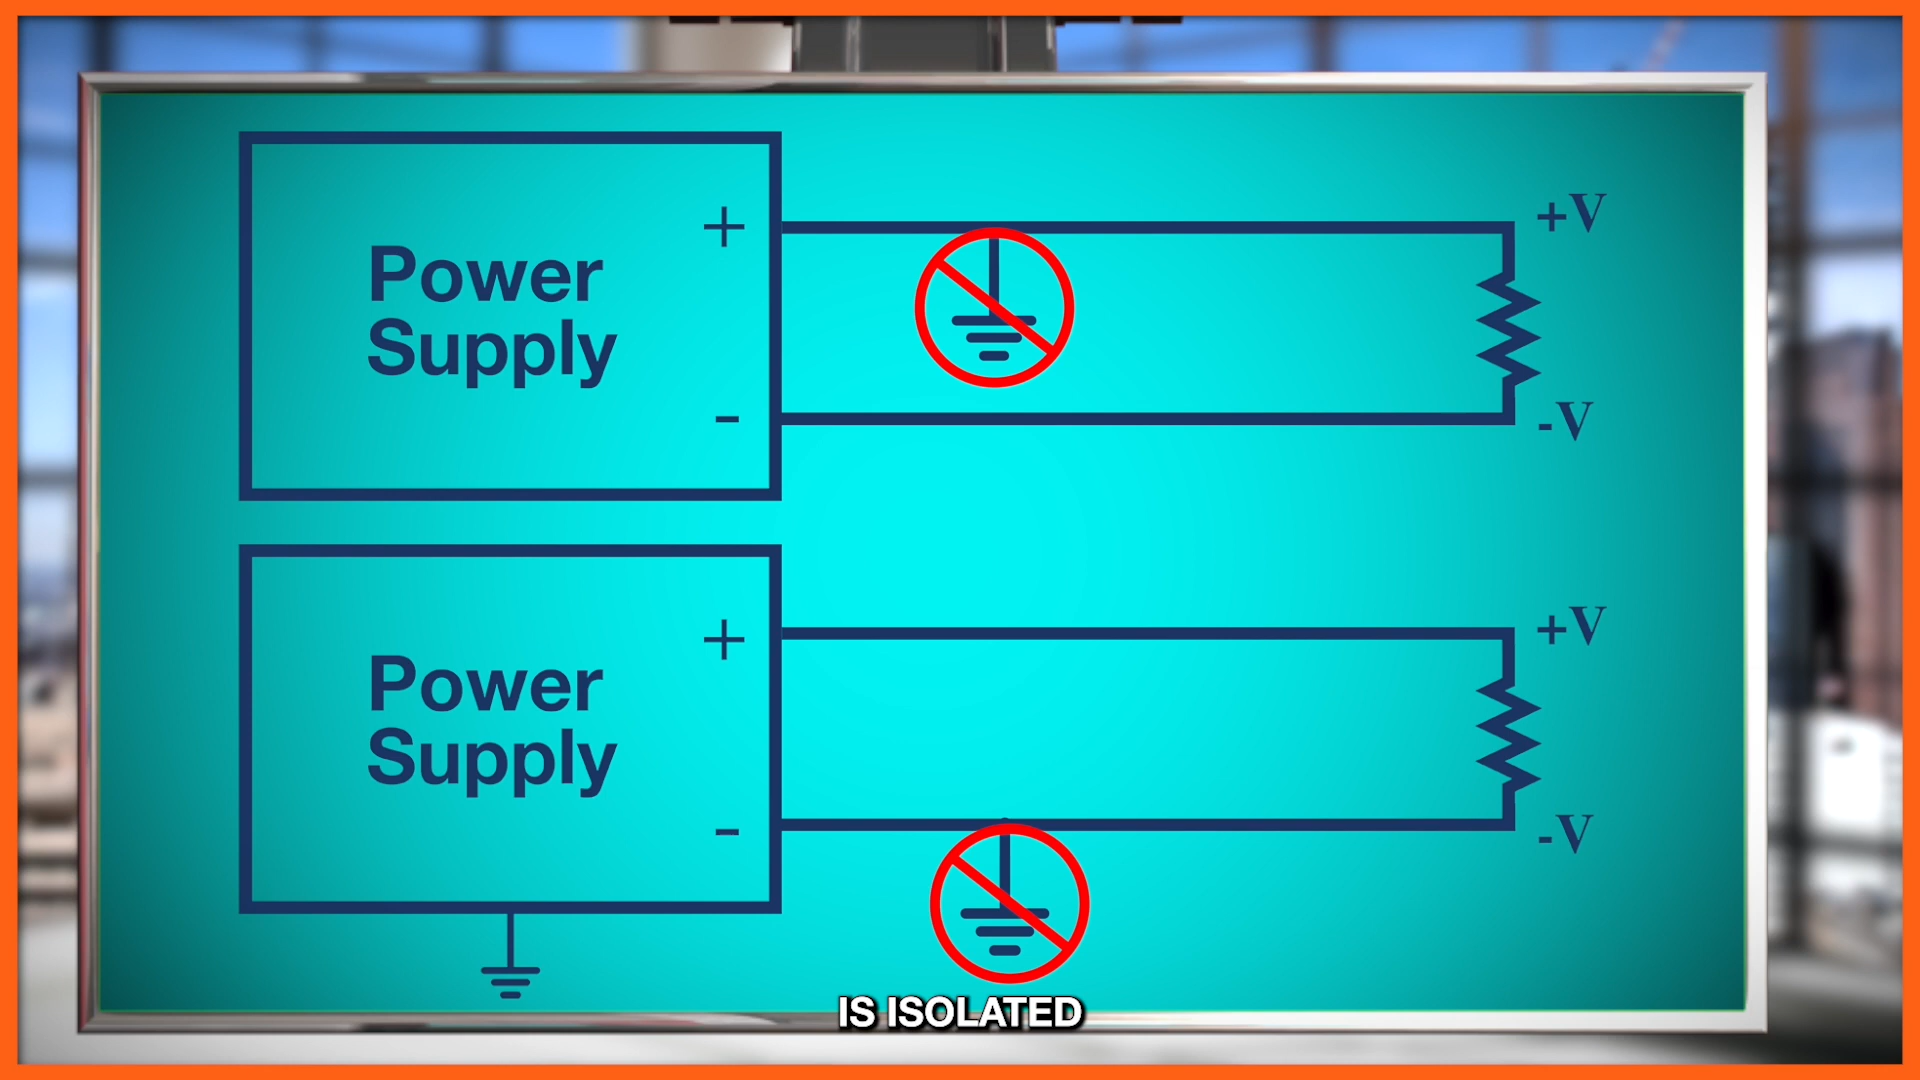 +
Power
Supply
-
+V
-V
+
Power
Supply
-
+V
-V
IS ISOLATED